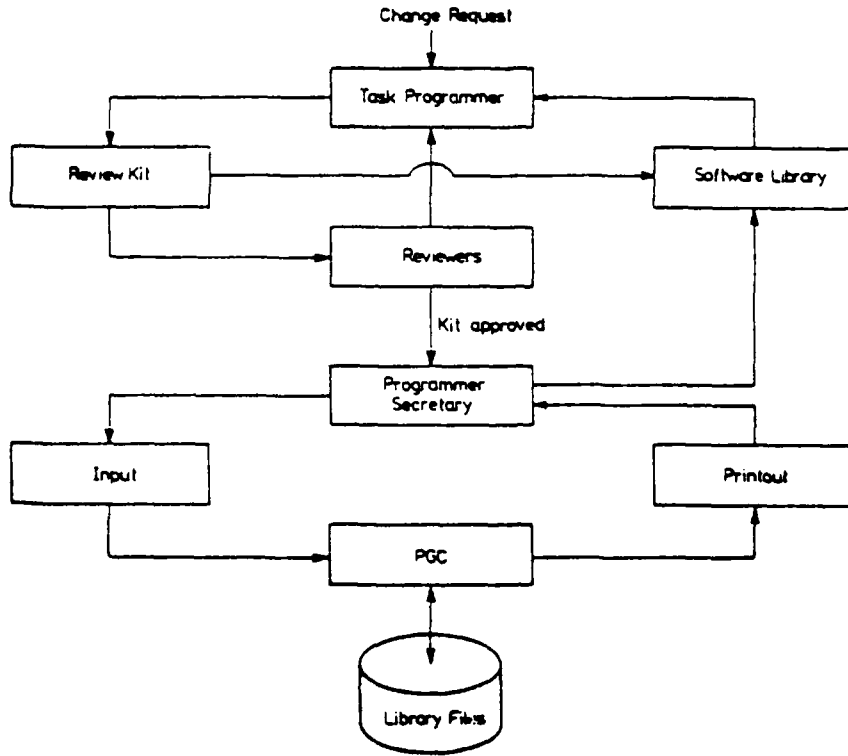 Change Request
Task Programmer
Review Kit
Software Library
Reviewers
Kit approved
Programmer
Secretary
Input
Printout
PGC
Library Files